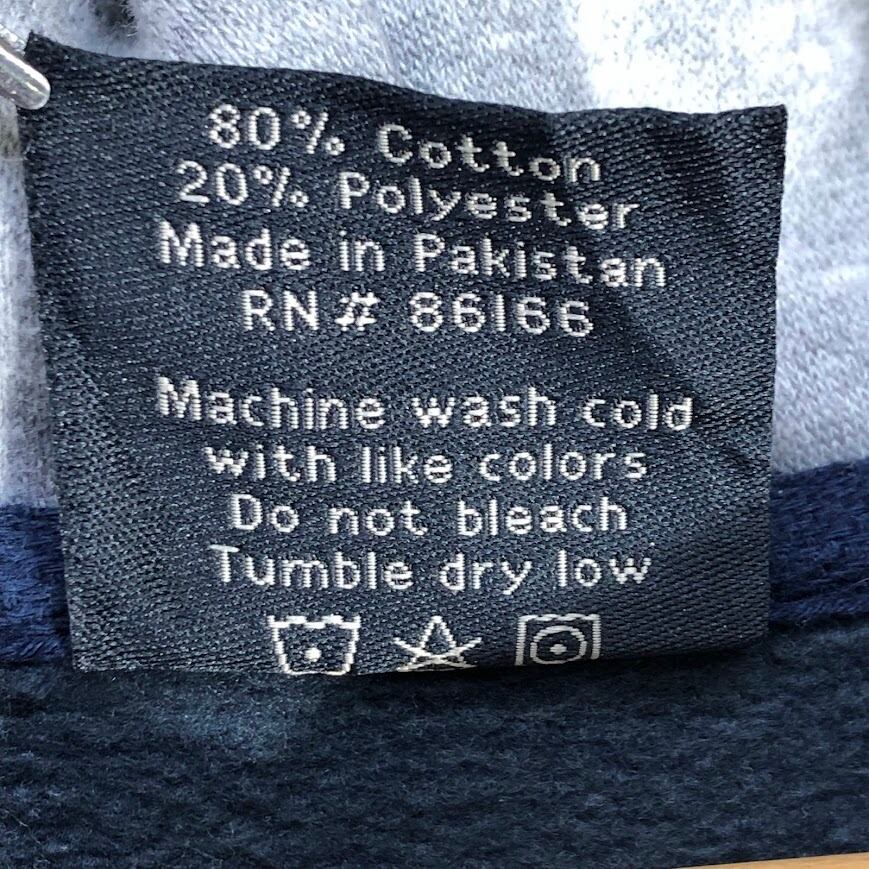 80% Cotton
20% Polyester
Made in Pakistan
RN# 86166
Machine wash cold
with like colors
Do not bleach
Tumble dry low